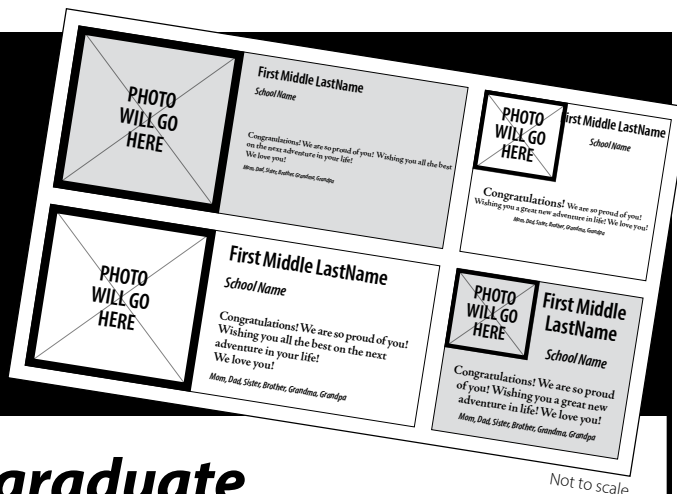 PHOTO
WILL GO
HERE
First Middle LastName
School Name
Congranulations! We are so proud of you! Wishing you all the best
on the next adventure in your life!
We love you!
Mom, Dad, Sister, Brother, Grandma, Grandpa
PHOTO
WILL GO
HERE
irst Middle LastName
School Name
Congratulations! We are so proud of you!
Wishing you a great new adventure in life! We love you!
Mom, Dad, Sister, Brother, Grandma, Grandpa
PHOTO
WILL GO
HERE
First Middle LastName
School Name
Congratulations! We are so proud of you!
Wishing you all the best on the next
adventure in your life!
We love you!
Mom, Dad, Sister, Brother, Grandma, Grandpa
PHOTO
WILL GO
HERE
First Middle
LastName
School Name
Congratulations! We are so proud
of you! Wishing you a great new
adventure in life! We love you!
Mom, Dad, Sister, Brother, Grandma, Grandpa
graduate
Not to scale